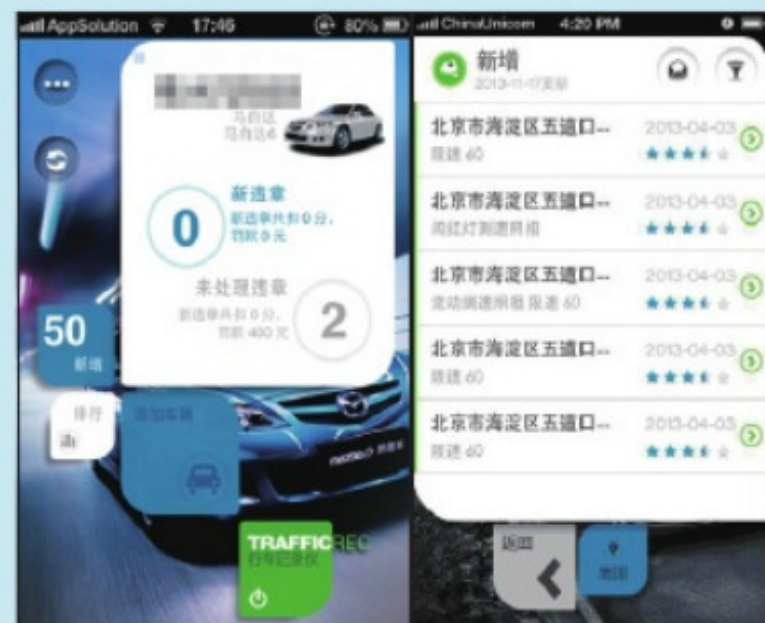 AppSolution 17:46 80%
马自达
马自达6
0
新违章
新违章共扣0分，
罚款0元
未处理违章
新违章共扣0分，
罚款400元
2
50
新增
排行
添加车辆
TRAFFICREC
行车记录仪
ChinaUnicom 4:20 PM
新增
2013-11-17更新
北京市海淀区五道口...
2013-04-03
限速 60
北京市海淀区五道口...
2013-04-03
闯红灯测速照相
北京市海淀区五道口...
2013-04-03
流动测速照相 限速 60
北京市海淀区五道口...
2013-04-03
限速 60
北京市海淀区五道口...
2013-04-03
限速 60
返回
地图